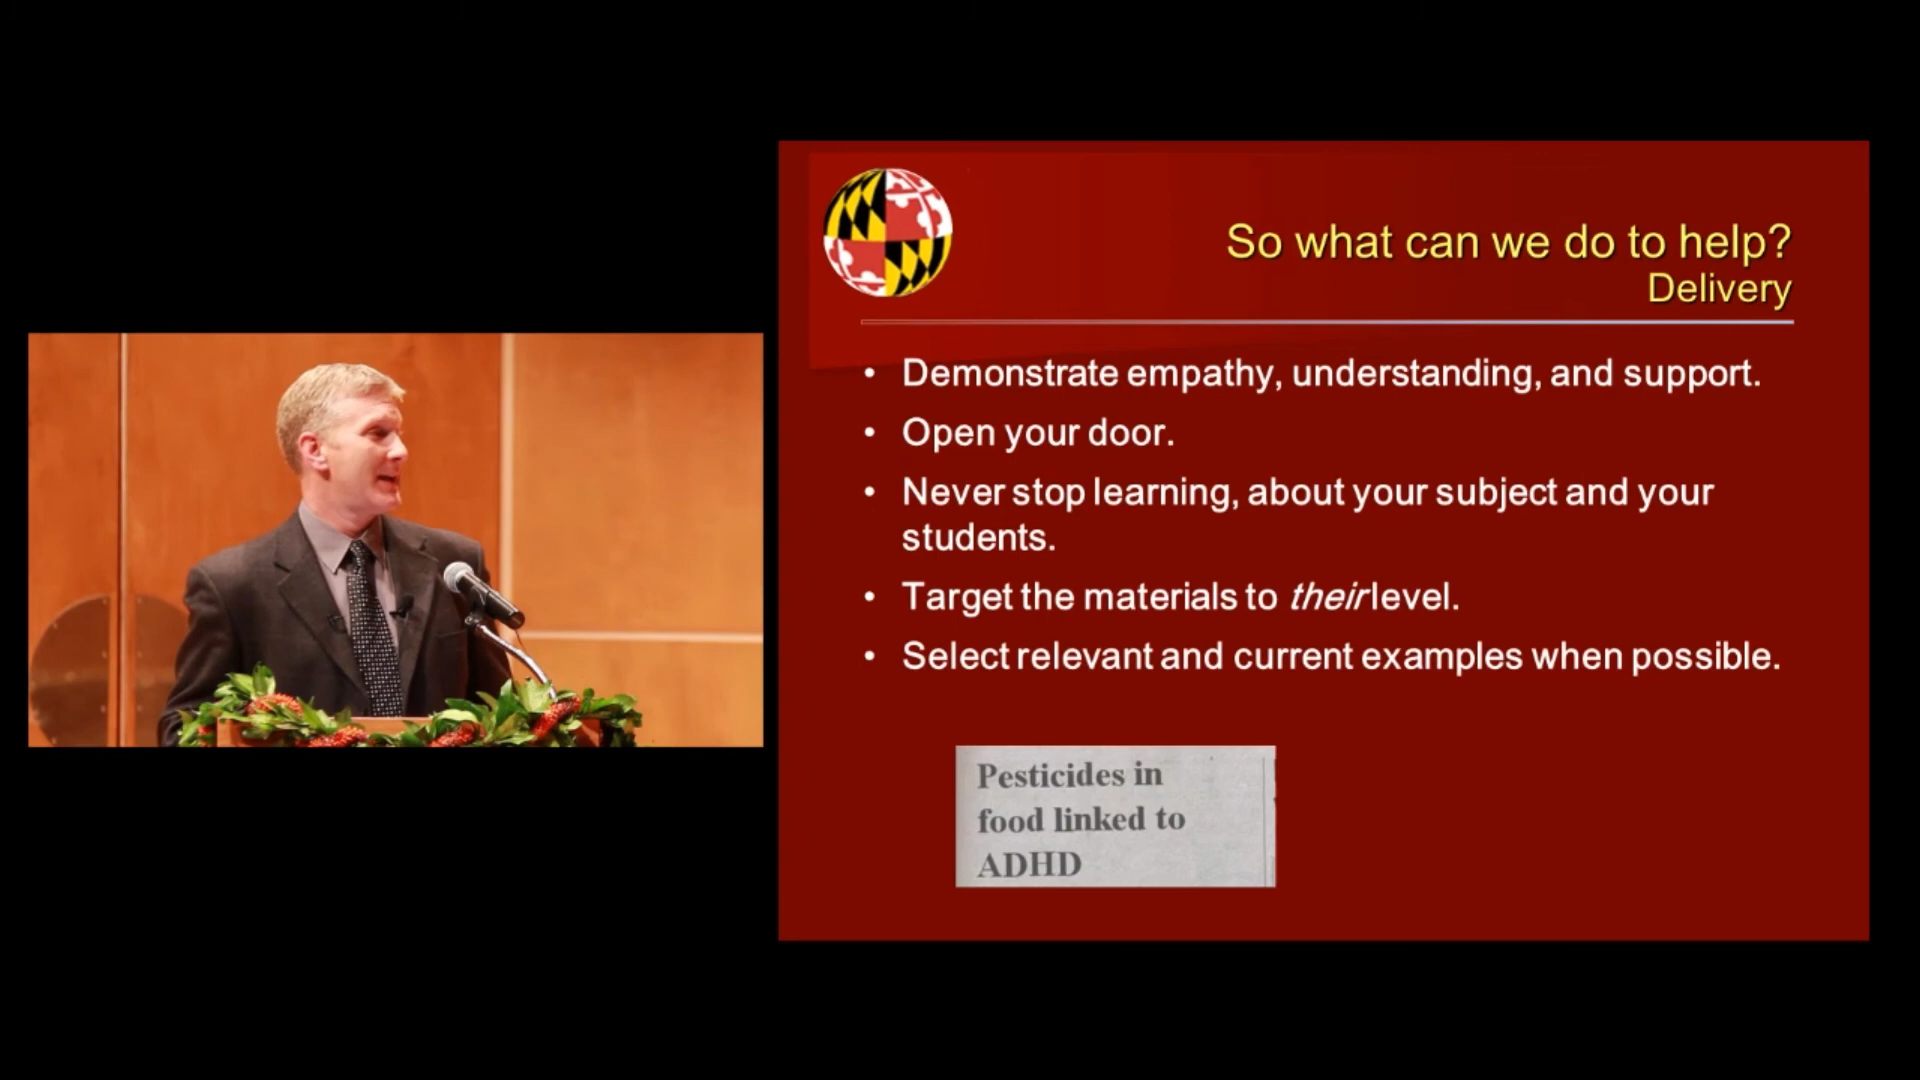 So what can we do to help?
Delivery
• Demonstrate empathy, understanding, and support.
• Open your door.
• Never stop learning, about your subject and your
students.
• Target the materials to their level.
• Select relevant and current examples when possible.
Pesticides in
food linked to
ADHD